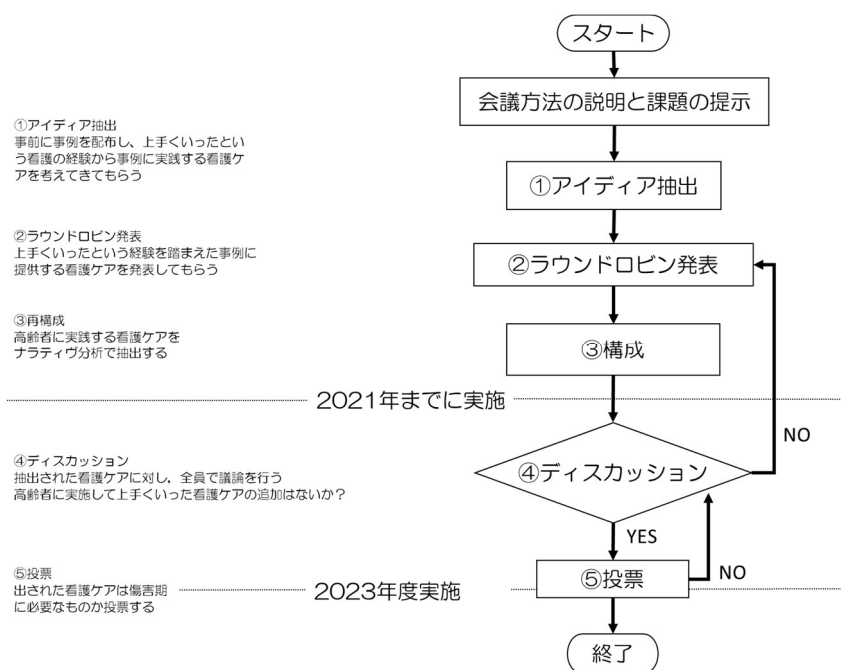 スタート
会議方法の説明と課題の提示
①アイディア抽出
事前に事例を配布し、上手くいったとい
う看護の経験から事例に実践する看護ケ
アを考えてきてもらう
①アイディア抽出
②ラウンドロビン発表
上手くいったという経験を踏まえた事例に
提供する看護ケアを発表してもらう
②ラウンドロビン発表
③再構成
高齢者に実践する看護ケアを
ナラティヴ分析で抽出する
③構成
2021年までに実施
NO
④ディスカッション
抽出された看護ケアに対し，全員で議論を行う
高齢者に実施して上手くいった看護ケアの追加はないか？
④ディスカッション
YES
⑤投票
出された看護ケアは傷害期
に必要なものか投票する
2023年度実施
⑤投票
NO
終了